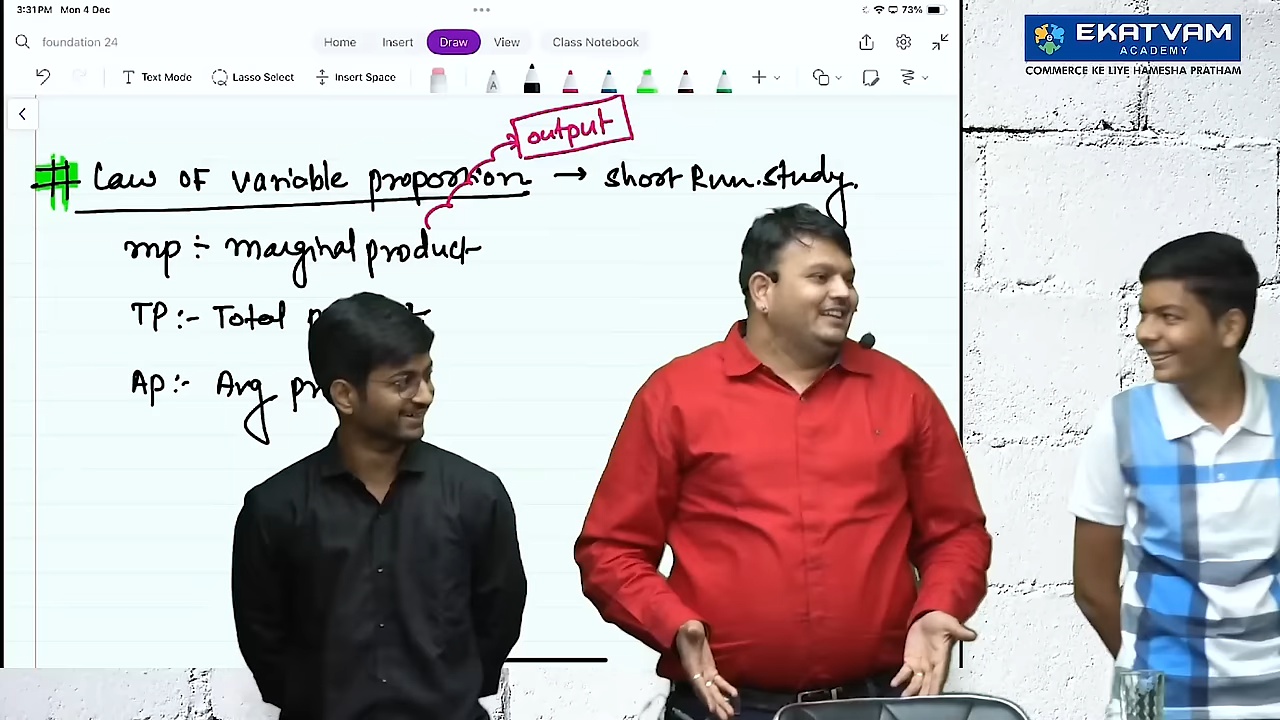 3:31PM Mon 4 Dec
73%
foundation 24
Home Insert Draw View Class Notebook
Text Mode Lasso Select Insert Space
EKATVAM
ACADEMY
COMMERCE KE LIYE HAMESHA PRATHAM
output
# Law OF variable proportion → short Run.study.
mp :- marginal product
TP :- Total
AP :- Avg